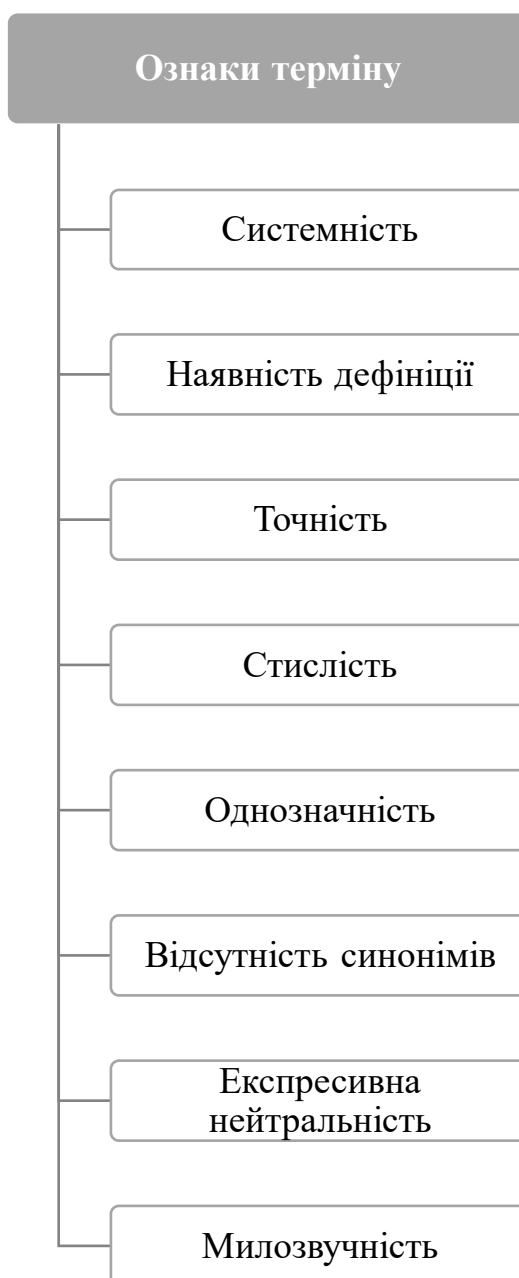 Ознаки терміну
Системність
Наявність дефініції
Точність
Стислість
Однозначність
Відсутність синонімів
Експресивна
нейтральність
Милозвучність